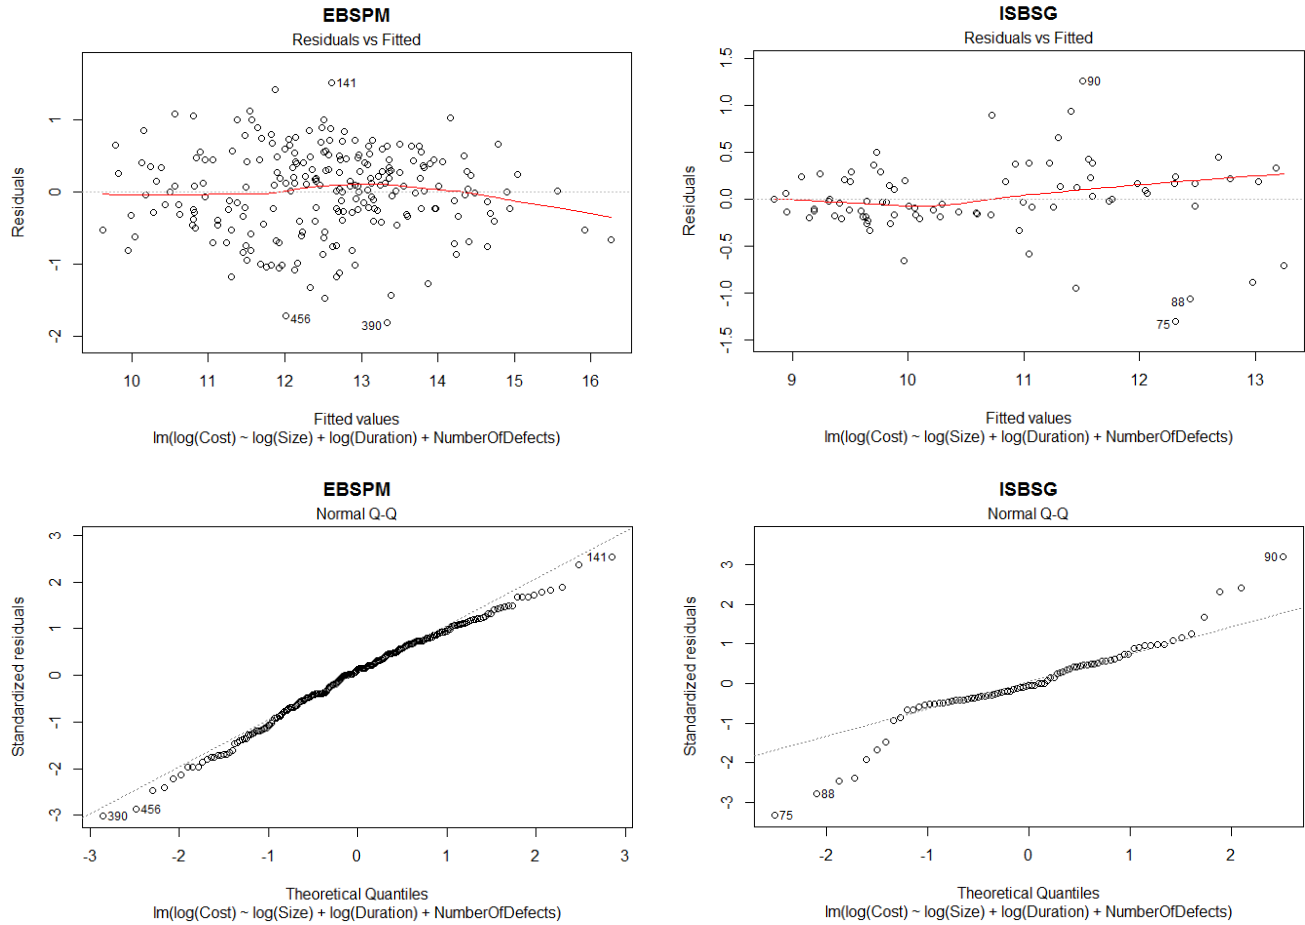 EBSPM
Residuals vs Fitted
Residuals
1
0
-1
-2
141
456
390
10 11 12 13 14 15 16
Fitted values
lm(log(Cost) ~ log(Size) + log(Duration) + NumberOfDefects)
ISBSG
Residuals vs Fitted
Residuals
1.5
1.0
0.5
0.0
-0.5
-1.0
-1.5
90
88
75
9 10 11 12 13
Fitted values
lm(log(Cost) ~ log(Size) + log(Duration) + NumberOfDefects)
EBSPM
Normal Q-Q
Standardized residuals
3
2
1
0
-1
-2
-3
141
456
390
-3 -2 -1 0 1 2 3
Theoretical Quantiles
lm(log(Cost) ~ log(Size) + log(Duration) + NumberOfDefects)
ISBSG
Normal Q-Q
Standardized residuals
3
2
1
0
-1
-2
-3
90
88
75
-2 -1 0 1 2
Theoretical Quantiles
lm(log(Cost) ~ log(Size) + log(Duration) + NumberOfDefects)